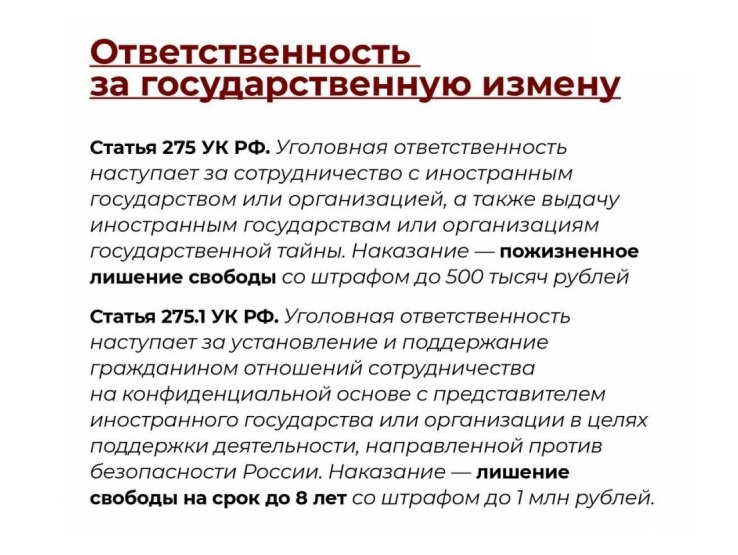 Ответственность
за государственную измену
Статья 275 УК РФ. Уголовная ответственность
наступает за сотрудничество с иностранным
государством или организацией, а также выдачу
иностранным государствам или организациям
государственной тайны. Наказание — пожизненное
лишение свободы со штрафом до 500 тысяч рублей
Статья 275.1 УК РФ. Уголовная ответственность
наступает за установление и поддержание
гражданином отношений сотрудничества
на конфиденциальной основе с представителем
иностранного государства или организации в целях
поддержки деятельности, направленной против
безопасности России. Наказание — лишение
свободы на срок до 8 лет со штрафом до 1 млн рублей.